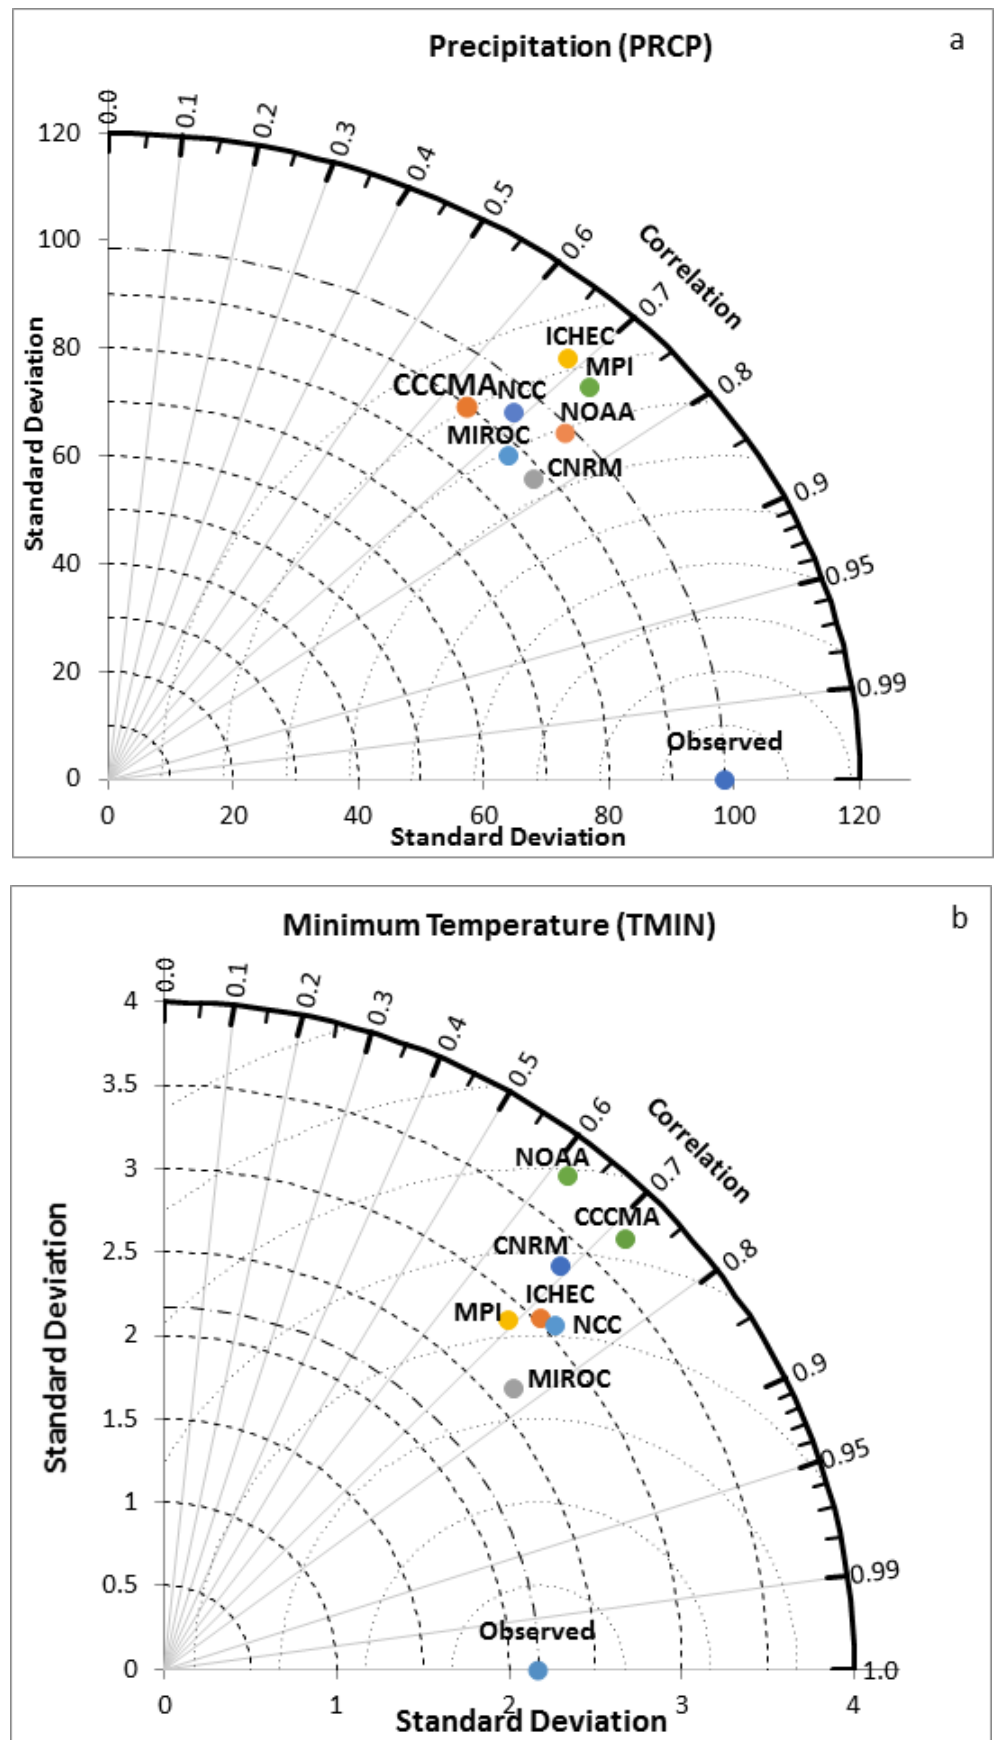 Precipitation (PRCP)
a
0.0
0.1
0.2
0.3
0.4
0.5
0.6
0.7
0.8
0.9
0.95
0.99
Correlation
120
100
80
60
40
20
0
Standard Deviation
ICHEC
MPI
CCCMA
NCC
NOAA
MIROC
CNRM
Observed
0 20 40 60 80 100 120
Standard Deviation
Minimum Temperature (TMIN)
b
0.0
0.1
0.2
0.3
0.4
0.5
0.6
0.7
0.8
0.9
0.95
0.99
1.0
Correlation
4
3.5
3
2.5
2
1.5
1
0.5
0
Standard Deviation
NOAA
CCCMA
CNRM
ICHEC
MPI
NCC
MIROC
Observed
0 1 2 3 4
Standard Deviation